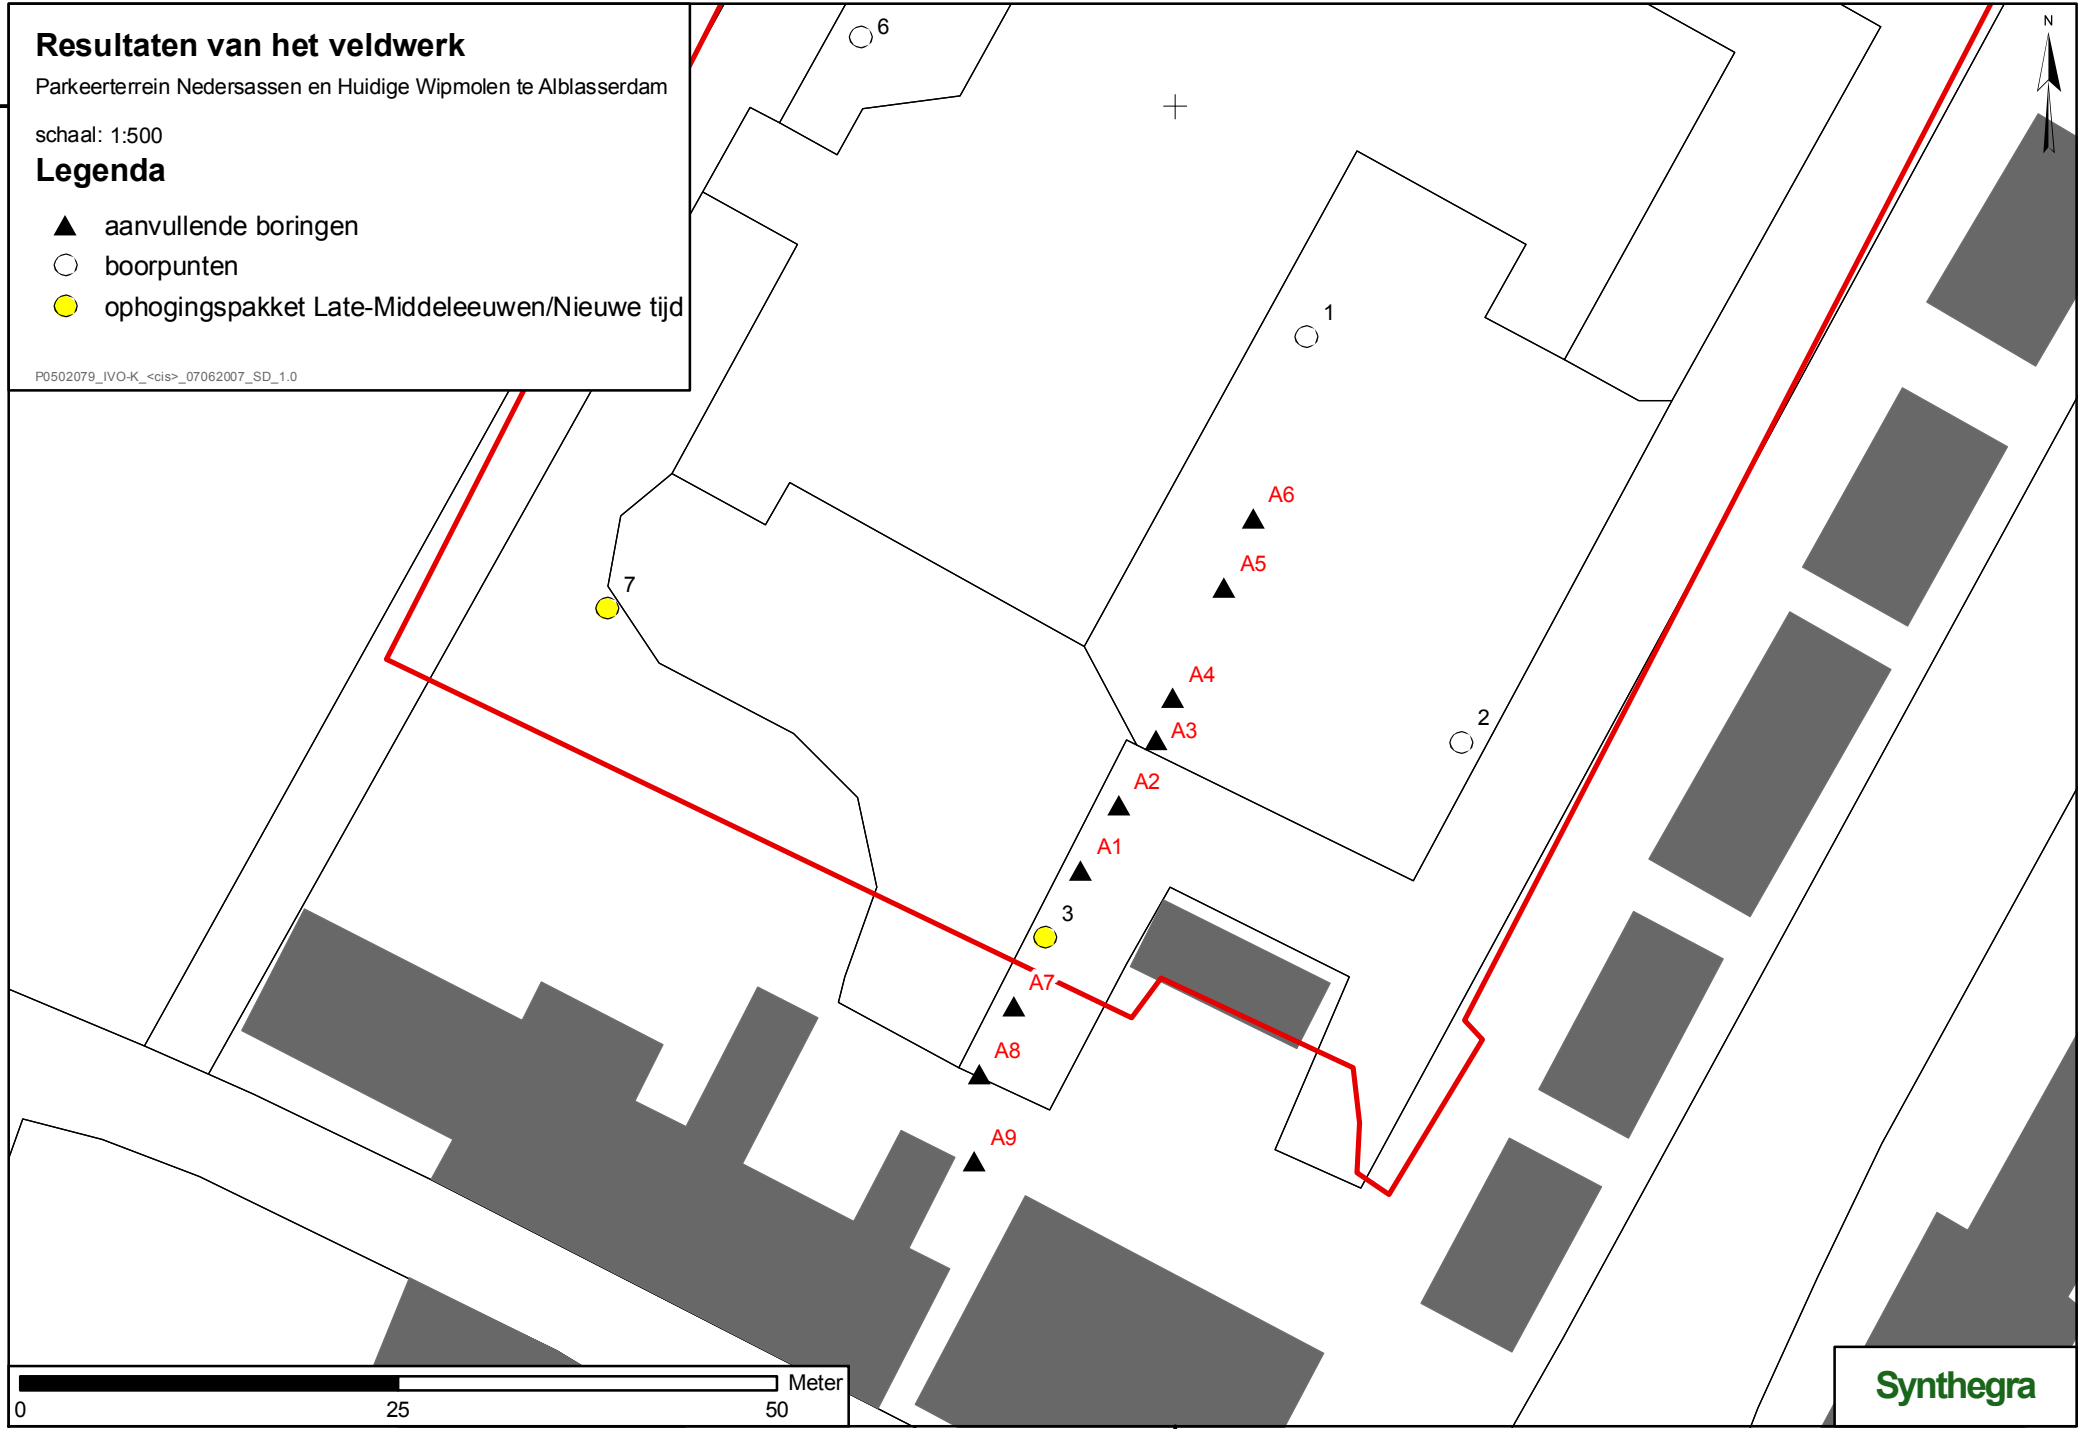 Resultaten van het veldwerk
Parkeerterrein Nedersassen en Huidige Wipmolen te Alblasserdam
schaal: 1:500
Legenda
aanvullende boringen
boorpunten
ophogingspakket Late-Middeleeuwen/Nieuwe tijd
P0502079_IVO-K_<cis>_07062007_SD_1.0
6
N
1
A6
A5
7
A4
2
A3
A2
A1
3
A7
A8
A9
Meter
0 25 50
Synthegra